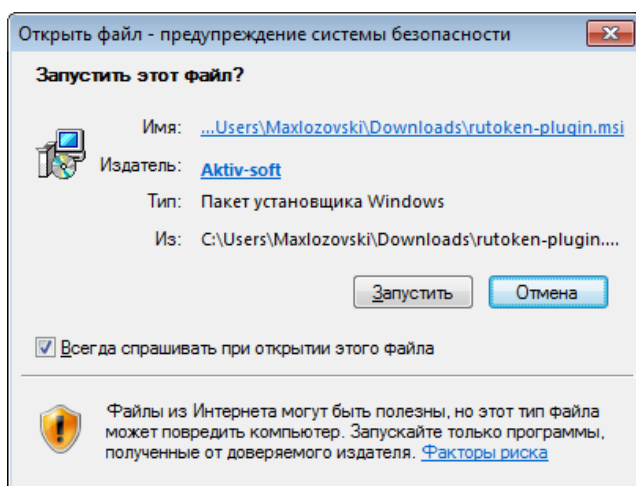 Открыть файл - предупреждение системы безопасности
Запустить этот файл?
Имя: ...Users\Maxlozovski\Downloads\rutoken-plugin.msi
Издатель: Aktiv-soft
Тип: Пакет установщика Windows
Из: C:\Users\Maxlozovski\Downloads\rutoken-plugin....
Запустить Отмена
Всегда спрашивать при открытии этого файла
Файлы из Интернета могут быть полезны, но этот тип файла
может повредить компьютер. Запускайте только программы,
полученные от доверяемого издателя. Факторы риска